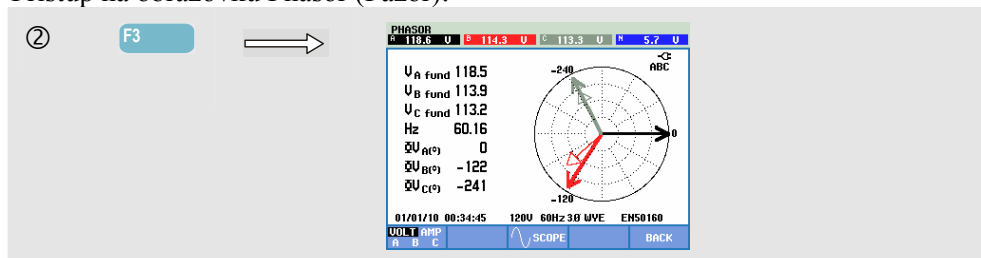 Pristup na obrazovku Phasor (Fazor):
② F3
PHASOR
A 118.6 V B 114.3 V C 113.3 V N 5.7 V
ABC
V A fund 118.5
V B fund 113.9
V C fund 113.2
Hz 60.16
ΦV A(°) 0
ΦV B(°) -122
ΦV C(°) -241
-240
0
-120
01/01/10 00:34:45 120V 60Hz 3Ø WYE EN50160
VOLT AMP
A B C
SCOPE
BACK